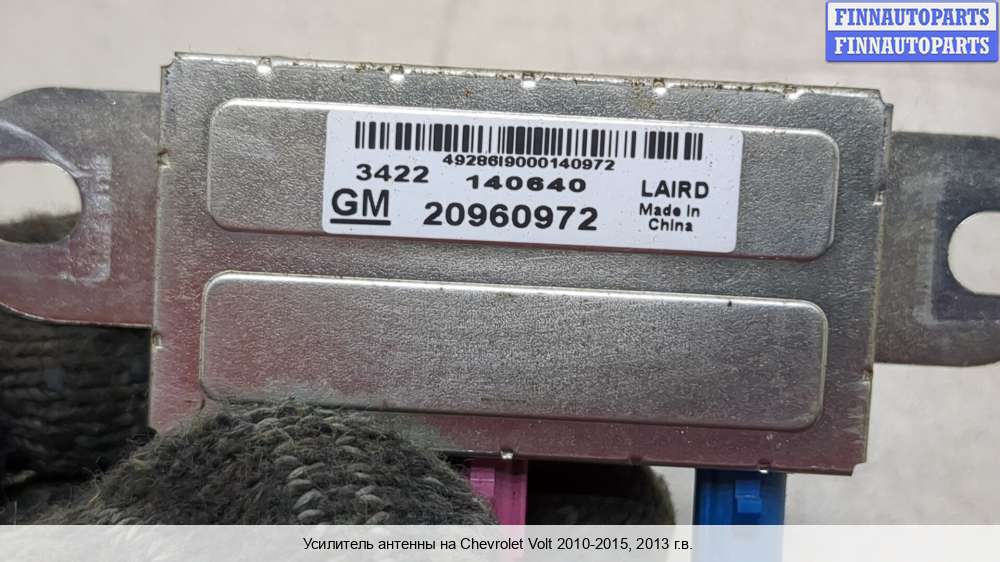 FINNAUTOPARTS
FINNAUTOPARTS
49286I9000140972
3422 140640 LAIRD
GM 20960972 Made in
China
Усилитель антенны на Chevrolet Volt 2010-2015, 2013 г.в.